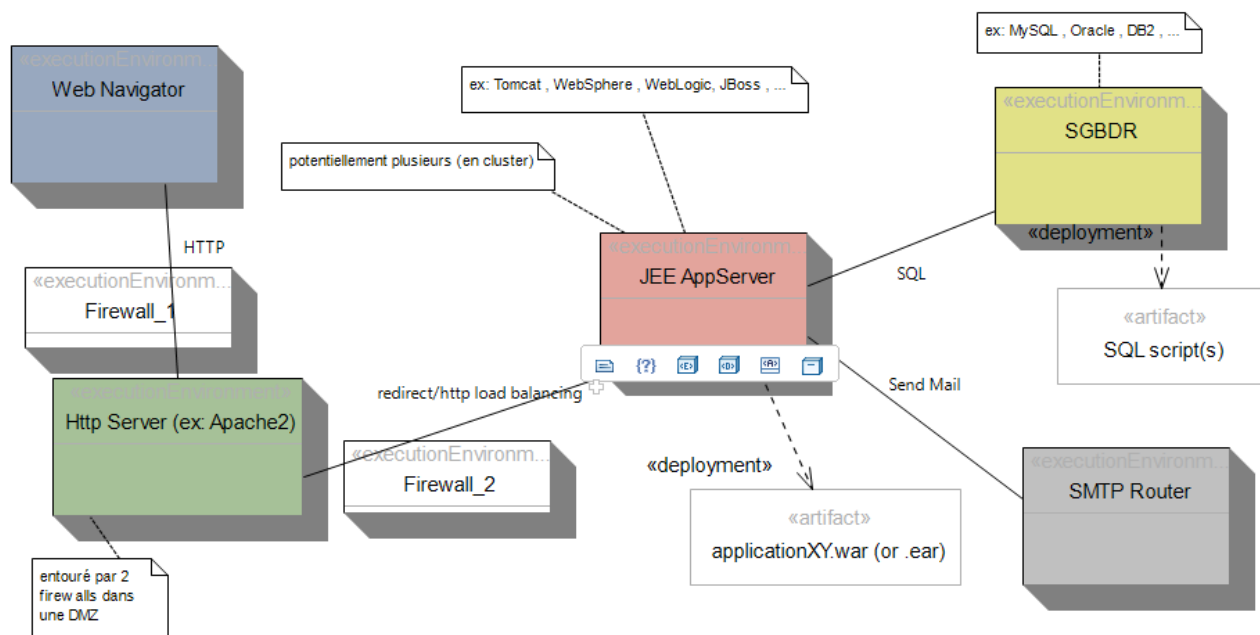 ex: MySQL , Oracle , DB2 , ...
«executionEnvironm...
Web Navigator
ex: Tomcat , WebSphere , WebLogic, JBoss , ...
«executionEnvironm...
SGBDR
potentiellement plusieurs (en cluster)
«deployment»
HTTP
«executionEnvironm...
JEE AppServer
SQL
«executionEnvironm...
Firewall_1
«artifact»
SQL script(s)
{?}
«E»
«D»
«A»
redirect/http load balancing
Send Mail
«executionEnvironment»
Http Server (ex: Apache2)
«executionEnvironm...
Firewall_2
«deployment»
«executionEnvironm...
SMTP Router
«artifact»
applicationXY.war (or .ear)
entouré par 2
firewalls dans
une DMZ